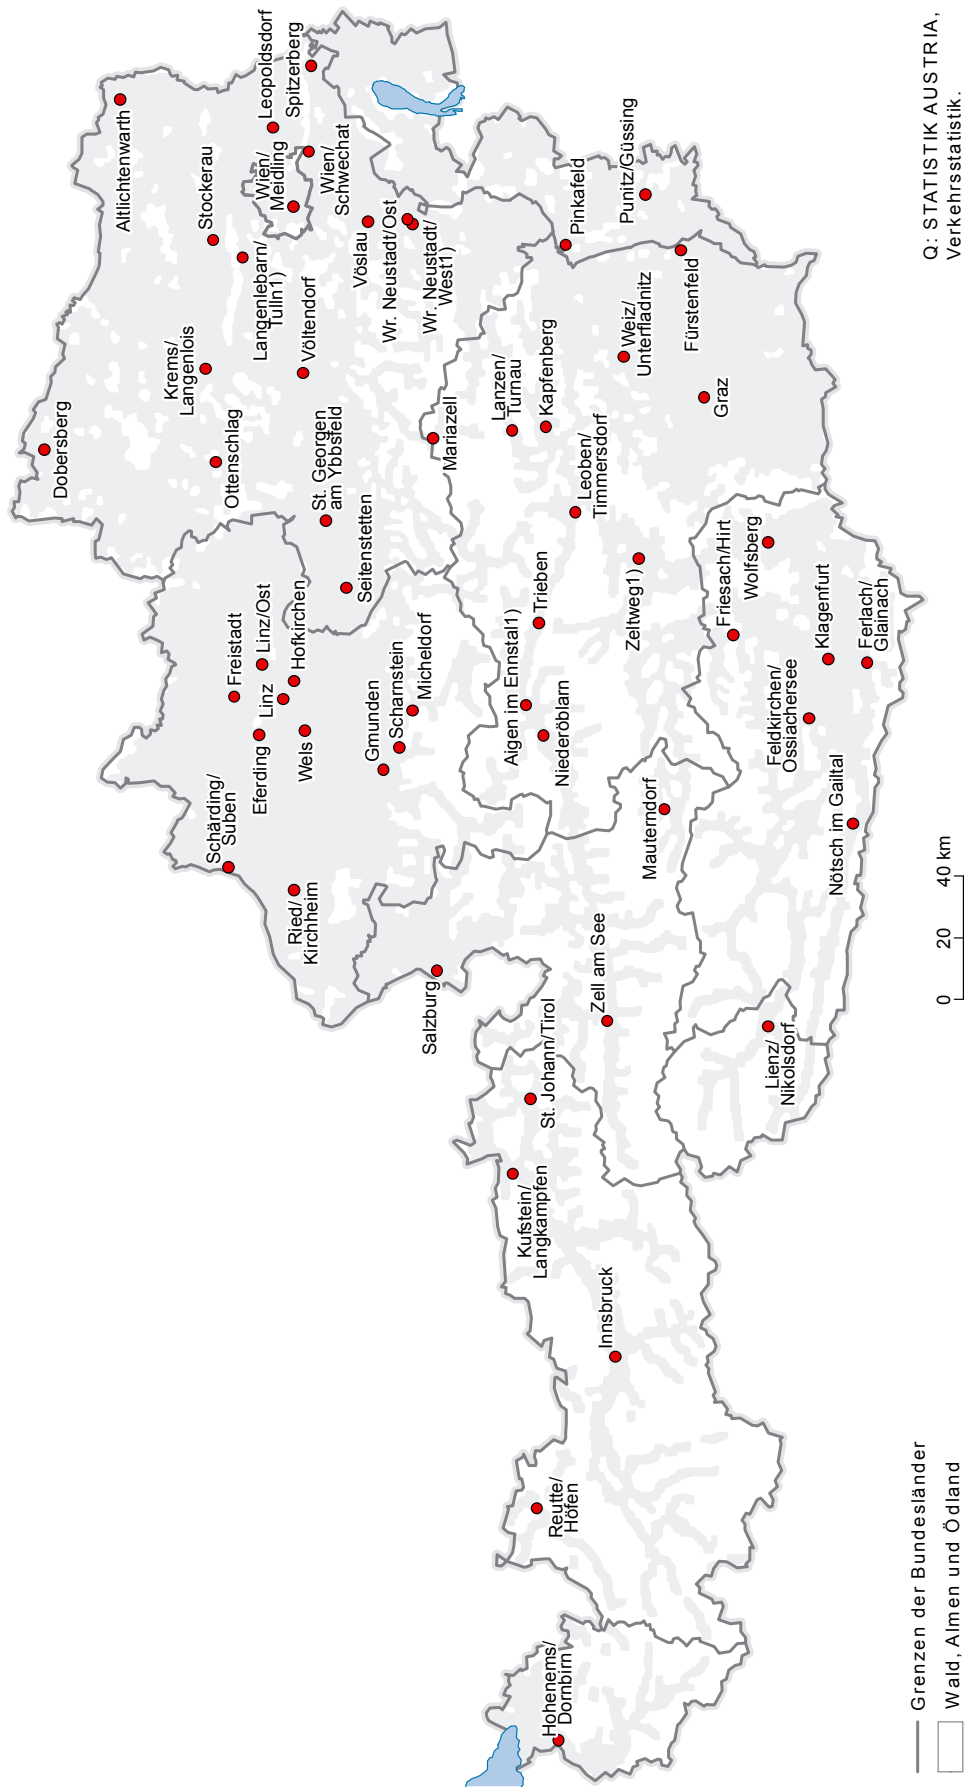 Dobersberg
Altlichtenwarth
Krems/
Langenlois
Stockerau
Ottenschlag
Langenlebarn/
Tulln1)
Leopoldsdorf
Spitzerberg
Wien/
Meidling
Wien/
Schwechat
Völtendorf
St. Georgen
am Ybbsfeld
Seitenstetten
Vöslau
Wr. Neustadt/Ost
Wr. Neustadt/
West1)
Mariazell
Schärding/
Suben
Freistadt
Linz/Ost
Linz
Hofkirchen
Eferding
Wels
Ried/
Kirchheim
Gmunden
Scharnstein
Micheldorf
Salzburg
Lanzen/
Turnau
Kapfenberg
Pinkafeld
Punitz/Güssing
Leoben/
Timmersdorf
Weiz/
Unterfladnitz
Fürstenfeld
Graz
Aigen im Ennstal1)
Trieben
Niederöblarn
Zeltweg1)
Mauterndorf
Zell am See
St. Johann/Tirol
Kufstein/
Langkampfen
Innsbruck
Reutte/
Höfen
Hohenems/
Dornbirn
Friesach/Hirt
Wolfsberg
Klagenfurt
Ferlach/
Glainach
Feldkirchen/
Ossiachersee
Nötsch im Gailtal
Lienz/
Nikolsdorf
Grenzen der Bundesländer
Wald, Almen und Ödland
0 20 40 km
Q: STATISTIK AUSTRIA,
Verkehrsstatistik.